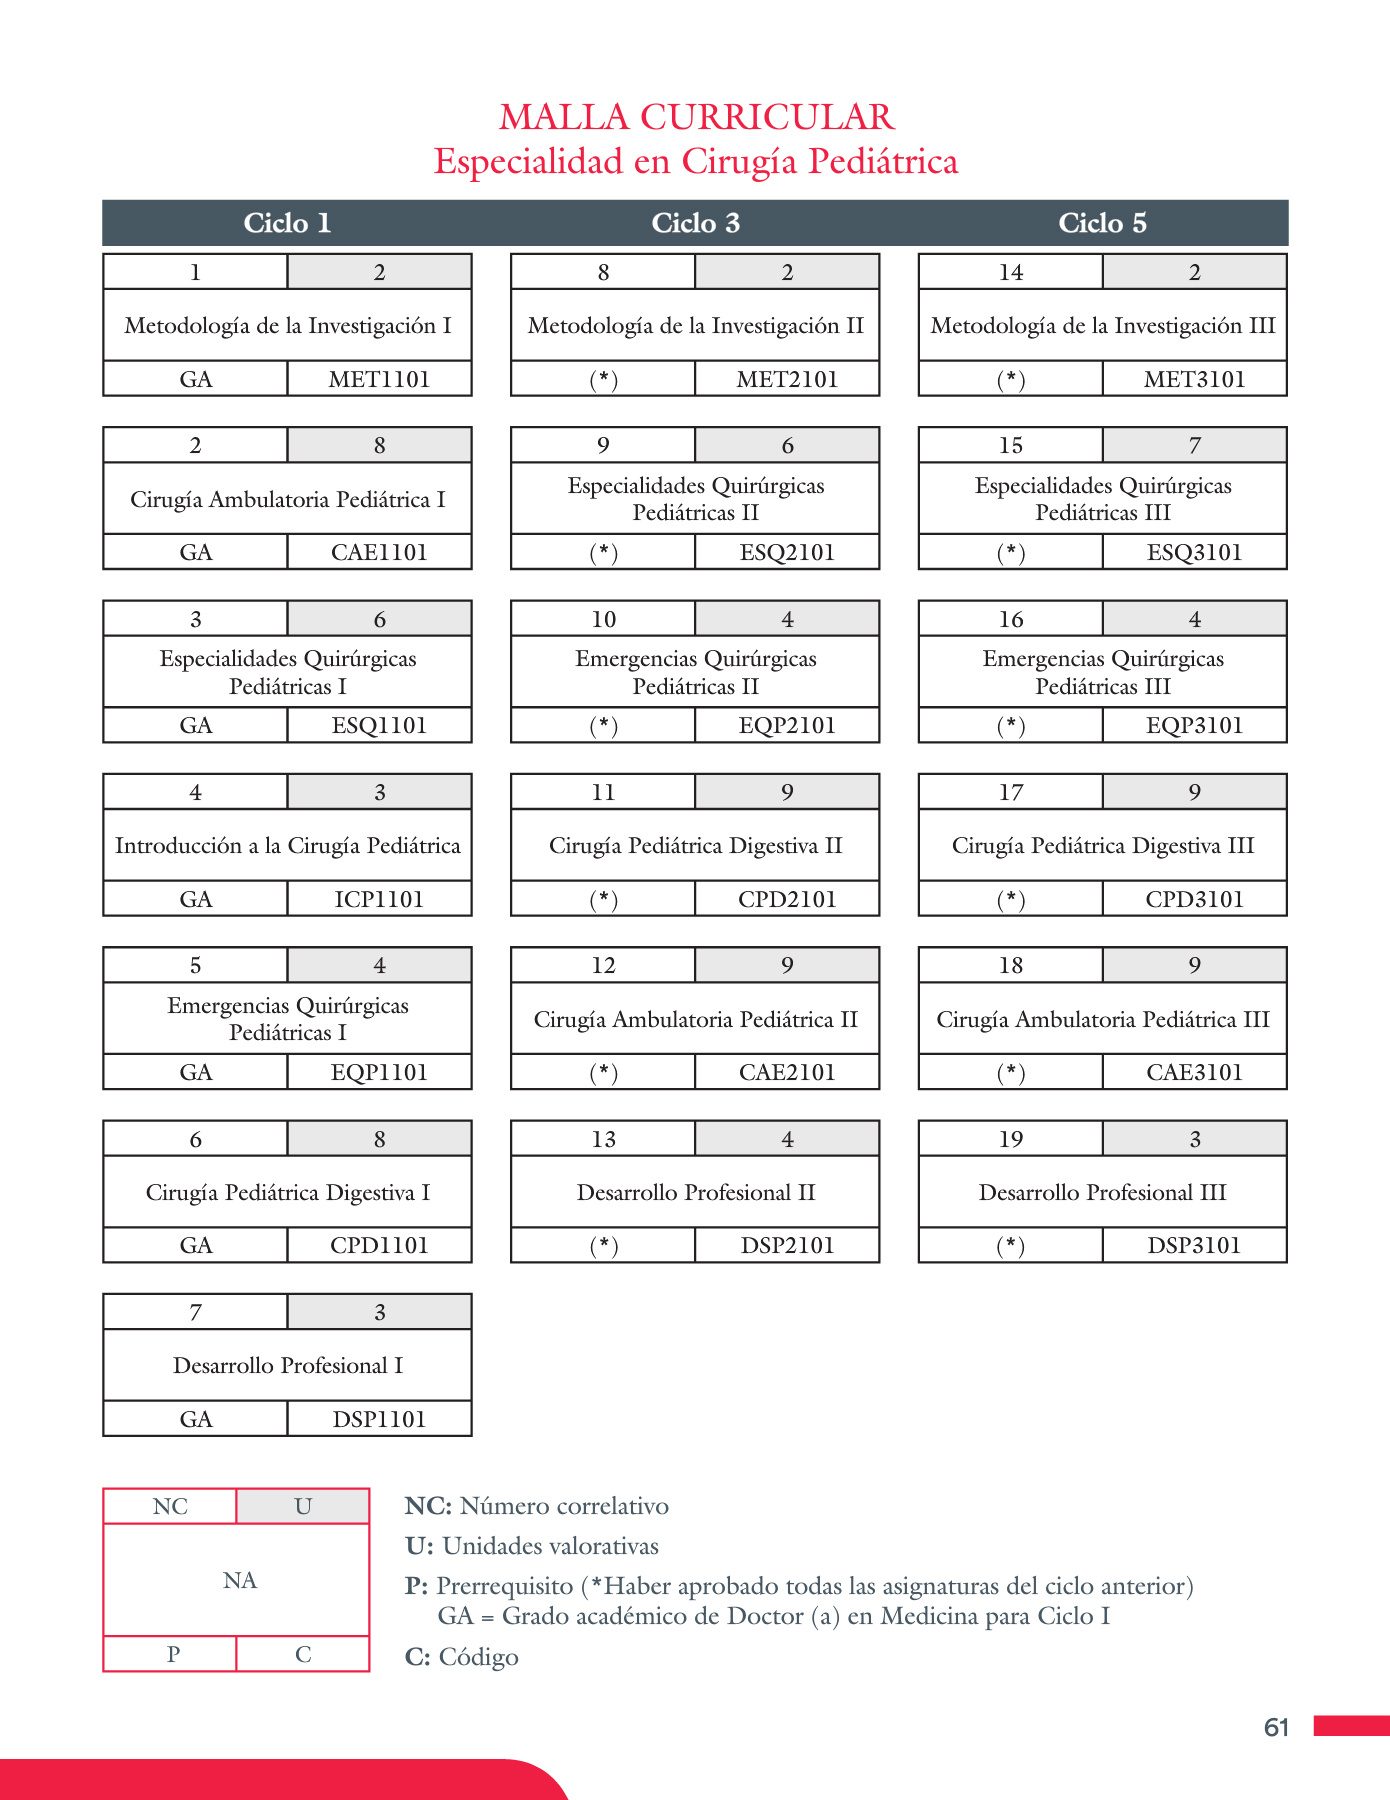 MALLA CURRICULAR
Especialidad en Cirugía Pediátrica
Ciclo 1 Ciclo 3 Ciclo 5
1 2
Metodología de la Investigación I
GA MET1101
2 8
Cirugía Ambulatoria Pediátrica I
GA CAE1101
3 6
Especialidades Quirúrgicas
Pediátricas I
GA ESQ1101
4 3
Introducción a la Cirugía Pediátrica
GA ICP1101
5 4
Emergencias Quirúrgicas
Pediátricas I
GA EQP1101
6 8
Cirugía Pediátrica Digestiva I
GA CPD1101
7 3
Desarrollo Profesional I
GA DSP1101
8 2
Metodología de la Investigación II
(*) MET2101
9 6
Especialidades Quirúrgicas
Pediátricas II
(*) ESQ2101
10 4
Emergencias Quirúrgicas
Pediátricas II
(*) EQP2101
11 9
Cirugía Pediátrica Digestiva II
(*) CPD2101
12 9
Cirugía Ambulatoria Pediátrica II
(*) CAE2101
13 4
Desarrollo Profesional II
(*) DSP2101
14 2
Metodología de la Investigación III
(*) MET3101
15 7
Especialidades Quirúrgicas
Pediátricas III
(*) ESQ3101
16 4
Emergencias Quirúrgicas
Pediátricas III
(*) EQP3101
17 9
Cirugía Pediátrica Digestiva III
(*) CPD3101
18 9
Cirugía Ambulatoria Pediátrica III
(*) CAE3101
19 3
Desarrollo Profesional III
(*) DSP3101
NC U
NA
P C
NC: Número correlativo
U: Unidades valorativas
P: Prerrequisito (*Haber aprobado todas las asignaturas del ciclo anterior)
GA = Grado académico de Doctor (a) en Medicina para Ciclo I
C: Código
61